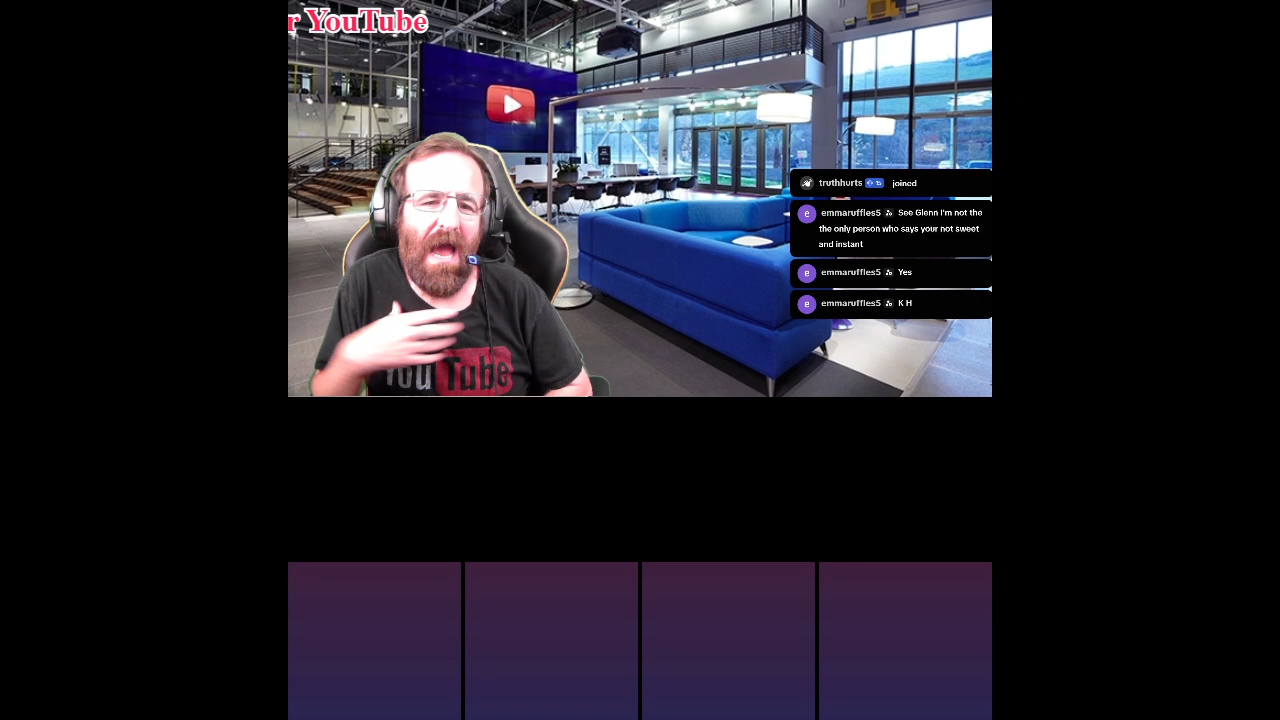 r YouTube
truthhurts joined
emmaruffles5 See Glenn I'm not the
the only person who says your not sweet
and instant
emmaruffles5 Yes
emmaruffles5 K H
YouTube